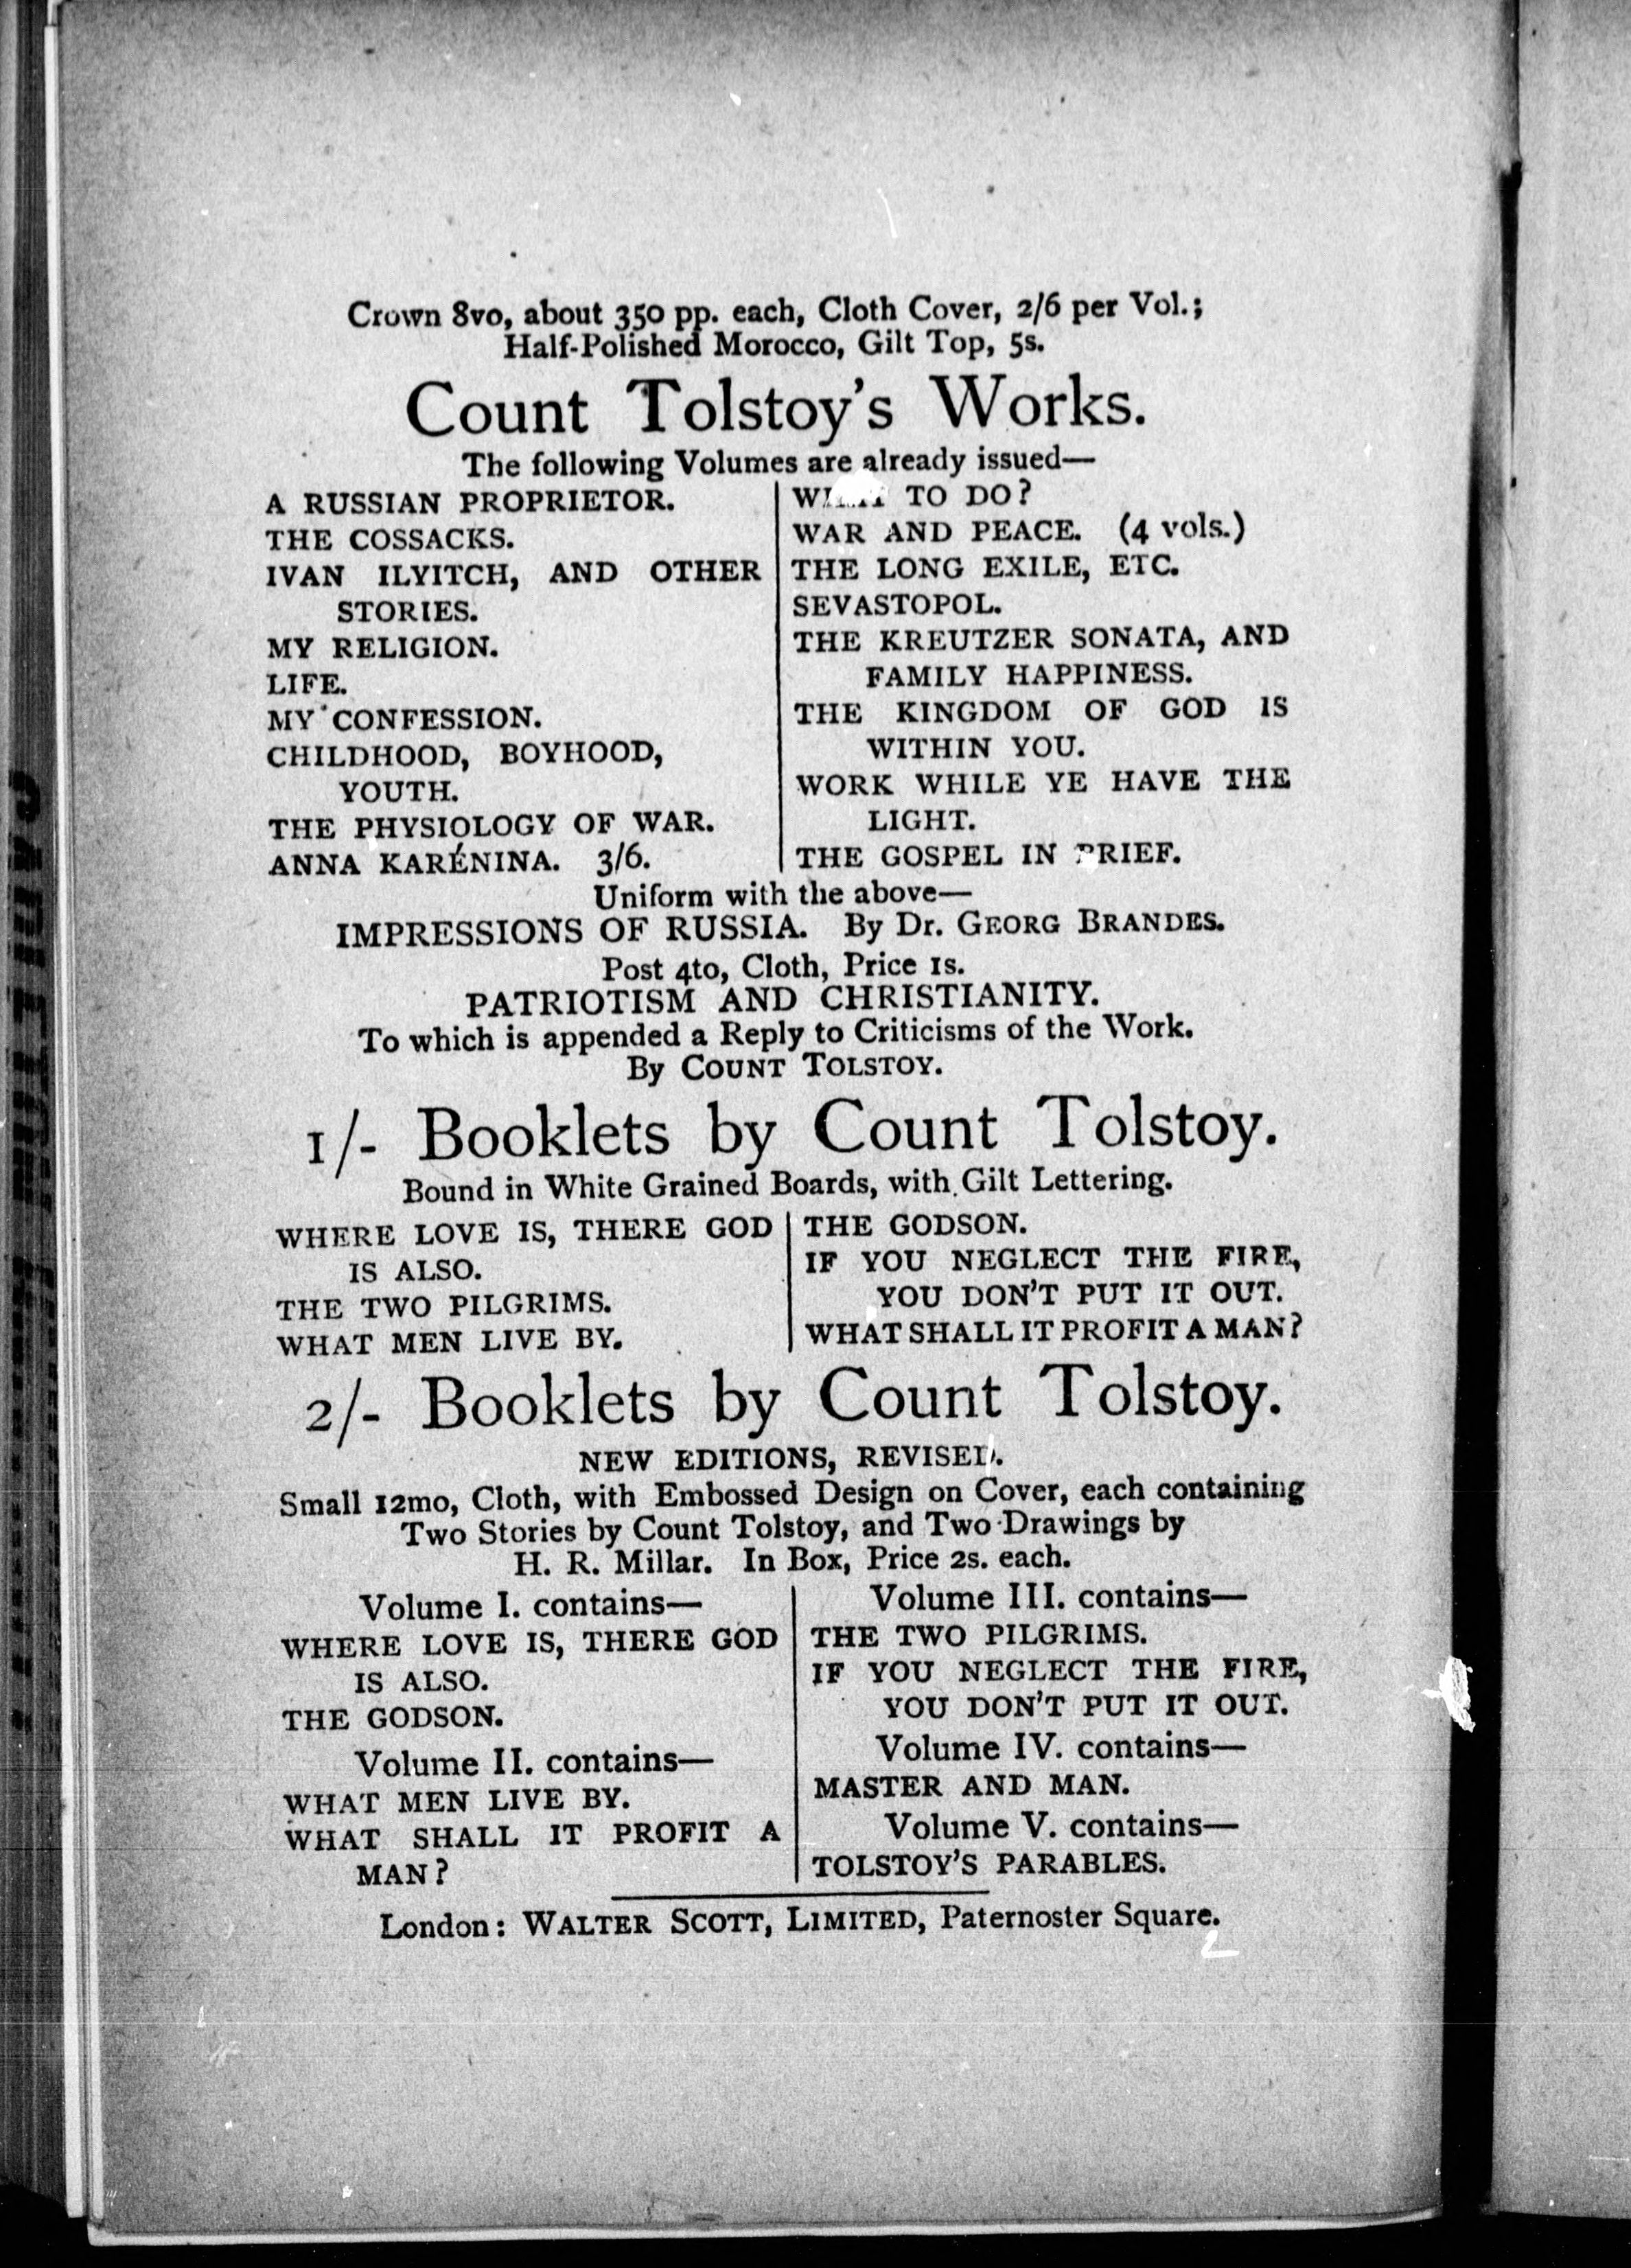 Crown 8vo, about 350 pp. each, Cloth Cover, 2/6 per Vol.;
Half-Polished Morocco, Gilt Top, 5s.
Count Tolstoy's Works.
The following Volumes are already issued—
A RUSSIAN PROPRIETOR.
THE COSSACKS.
IVAN ILYITCH, AND OTHER
STORIES.
MY RELIGION.
LIFE.
MY CONFESSION.
CHILDHOOD, BOYHOOD,
YOUTH.
THE PHYSIOLOGY OF WAR.
ANNA KARÉNINA. 3/6.
TO DO?
WAR AND PEACE. (4 vols.)
THE LONG EXILE, ETC.
SEVASTOPOL.
THE KREUTZER SONATA, AND
FAMILY HAPPINESS.
THE KINGDOM OF GOD IS
WITHIN YOU.
WORK WHILE YE HAVE THE
LIGHT.
THE GOSPEL IN BRIEF.
Uniform with the above—
IMPRESSIONS OF RUSSIA. By Dr. GEORG BRANDES.
Post 4to, Cloth, Price 1s.
PATRIOTISM AND CHRISTIANITY.
To which is appended a Reply to Criticisms of the Work.
By COUNT TOLSTOY.
1/- Booklets by Count Tolstoy.
Bound in White Grained Boards, with Gilt Lettering.
WHERE LOVE IS, THERE GOD
IS ALSO.
THE TWO PILGRIMS.
WHAT MEN LIVE BY.
THE GODSON.
IF YOU NEGLECT THE FIRE,
YOU DON'T PUT IT OUT.
WHAT SHALL IT PROFIT A MAN?
2/- Booklets by Count Tolstoy.
NEW EDITIONS, REVISED.
Small 12mo, Cloth, with Embossed Design on Cover, each containing
Two Stories by Count Tolstoy, and Two Drawings by
H. R. Millar. In Box, Price 2s. each.
Volume I. contains—
WHERE LOVE IS, THERE GOD
IS ALSO.
THE GODSON.
Volume II. contains—
WHAT MEN LIVE BY.
WHAT SHALL IT PROFIT A
MAN?
Volume III. contains—
THE TWO PILGRIMS.
IF YOU NEGLECT THE FIRE,
YOU DON'T PUT IT OUT.
Volume IV. contains—
MASTER AND MAN.
Volume V. contains—
TOLSTOY'S PARABLES.
London: WALTER SCOTT, LIMITED, Paternoster Square.